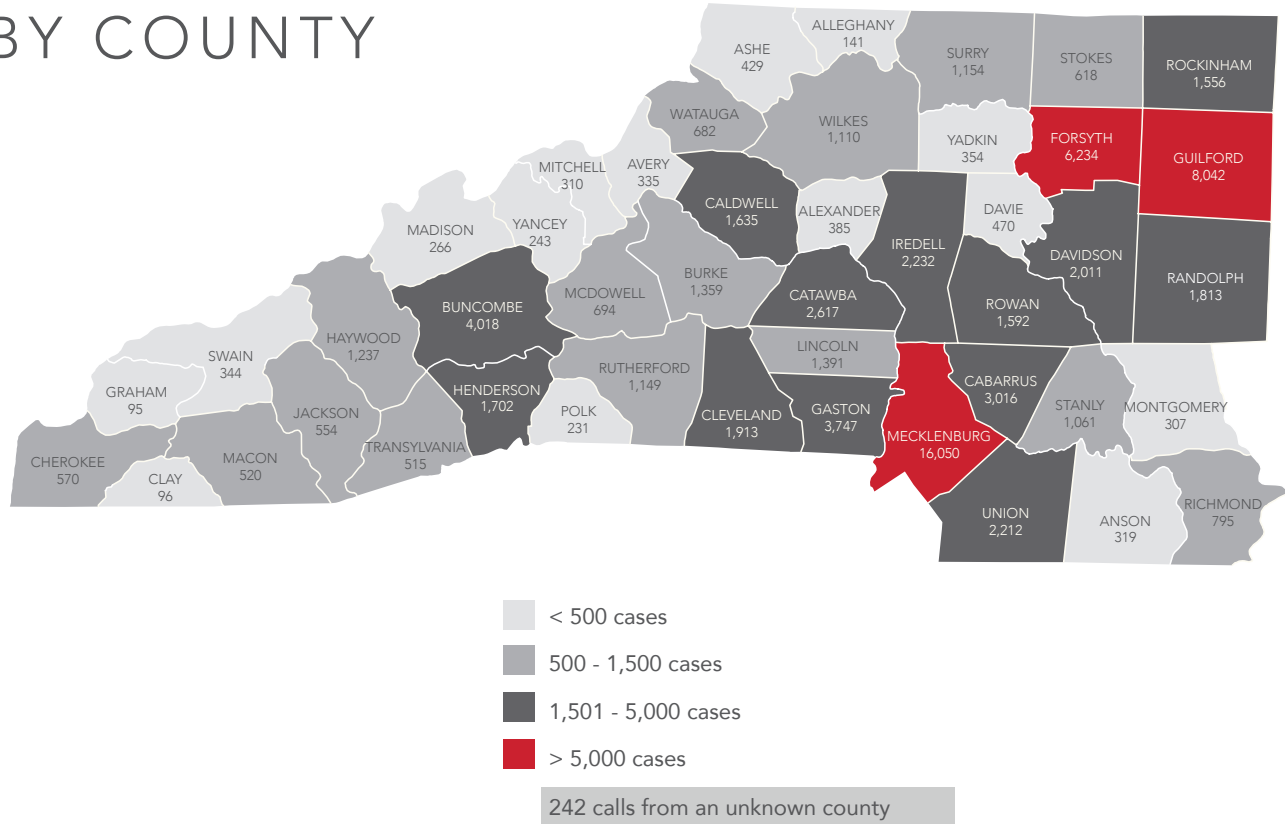 BY COUNTY
ALLEGHANY
141
ASHE
429
SURRY
1,154
STOKES
618
ROCKINHAM
1,556
WATAUGA
682
WILKES
1,110
YADKIN
354
FORSYTH
6,234
GUILFORD
8,042
MITCHELL
310
AVERY
335
CALDWELL
1,635
ALEXANDER
385
DAVIE
470
MADISON
266
YANCEY
243
IREDELL
2,232
DAVIDSON
2,011
RANDOLPH
1,813
BURKE
1,359
BUNCOMBE
4,018
MCDOWELL
694
CATAWBA
2,617
ROWAN
1,592
HAYWOOD
1,237
SWAIN
344
LINCOLN
1,391
RUTHERFORD
1,149
GRAHAM
95
HENDERSON
1,702
CABARRUS
3,016
JACKSON
554
POLK
231
CLEVELAND
1,913
GASTON
3,747
STANLY
1,061
MONTGOMERY
307
MECKLENBURG
16,050
TRANSYLVANIA
515
CHEROKEE
570
MACON
520
CLAY
96
RICHMOND
795
UNION
2,212
ANSON
319
< 500 cases
500 - 1,500 cases
1,501 - 5,000 cases
> 5,000 cases
242 calls from an unknown county